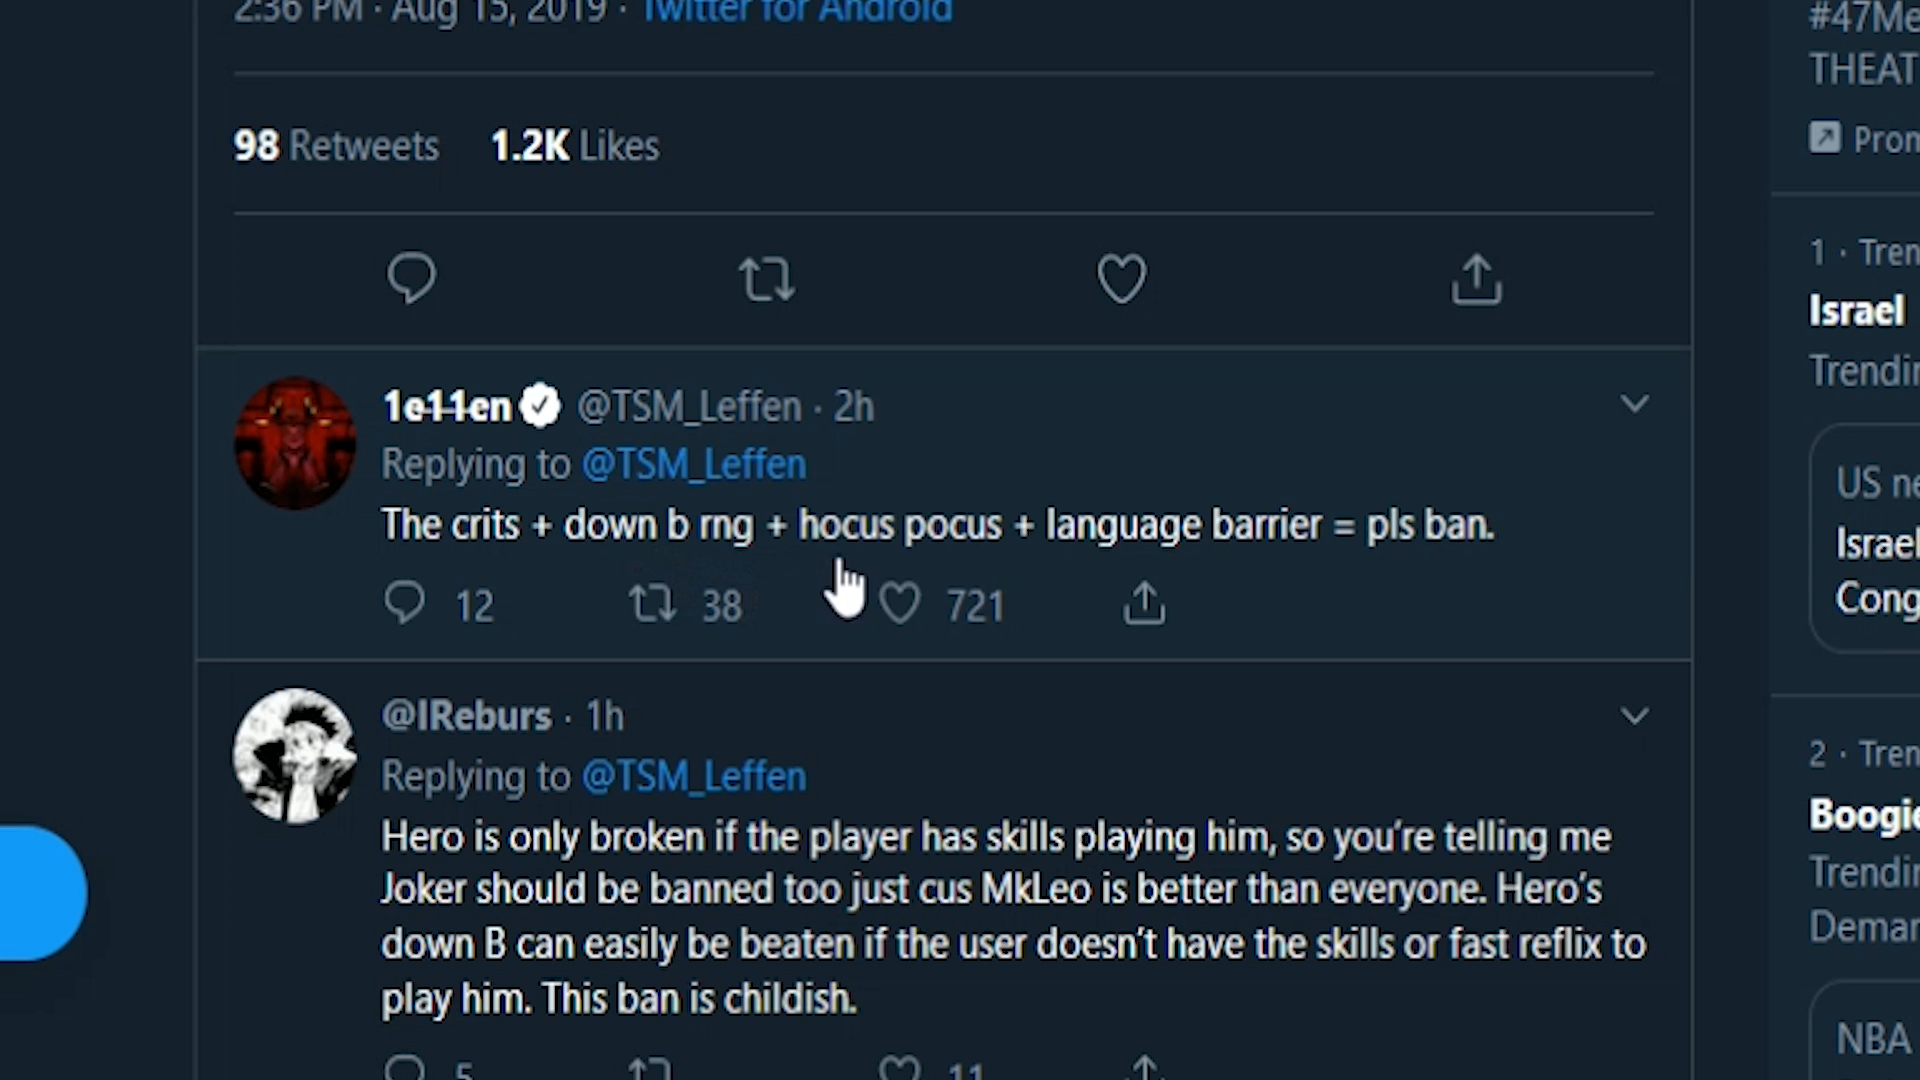 2:36 PM · Aug 15, 2019 · Twitter for Android
98 Retweets 1.2K Likes
1e11en @TSM_Leffen · 2h
Replying to @TSM_Leffen
The crits + down b rng + hocus pocus + language barrier = pls ban.
12 38 721
@IReburs · 1h
Replying to @TSM_Leffen
Hero is only broken if the player has skills playing him, so you're telling me
Joker should be banned too just cus MkLeo is better than everyone. Hero's
down B can easily be beaten if the user doesn't have the skills or fast reflix to
play him. This ban is childish.
5 11
#47Me
THEAT
Prom
1 · Tren
Israel
Trendin
US ne
Israel
Cong
2 · Tren
Boogie
Trendin
Deman
NBA